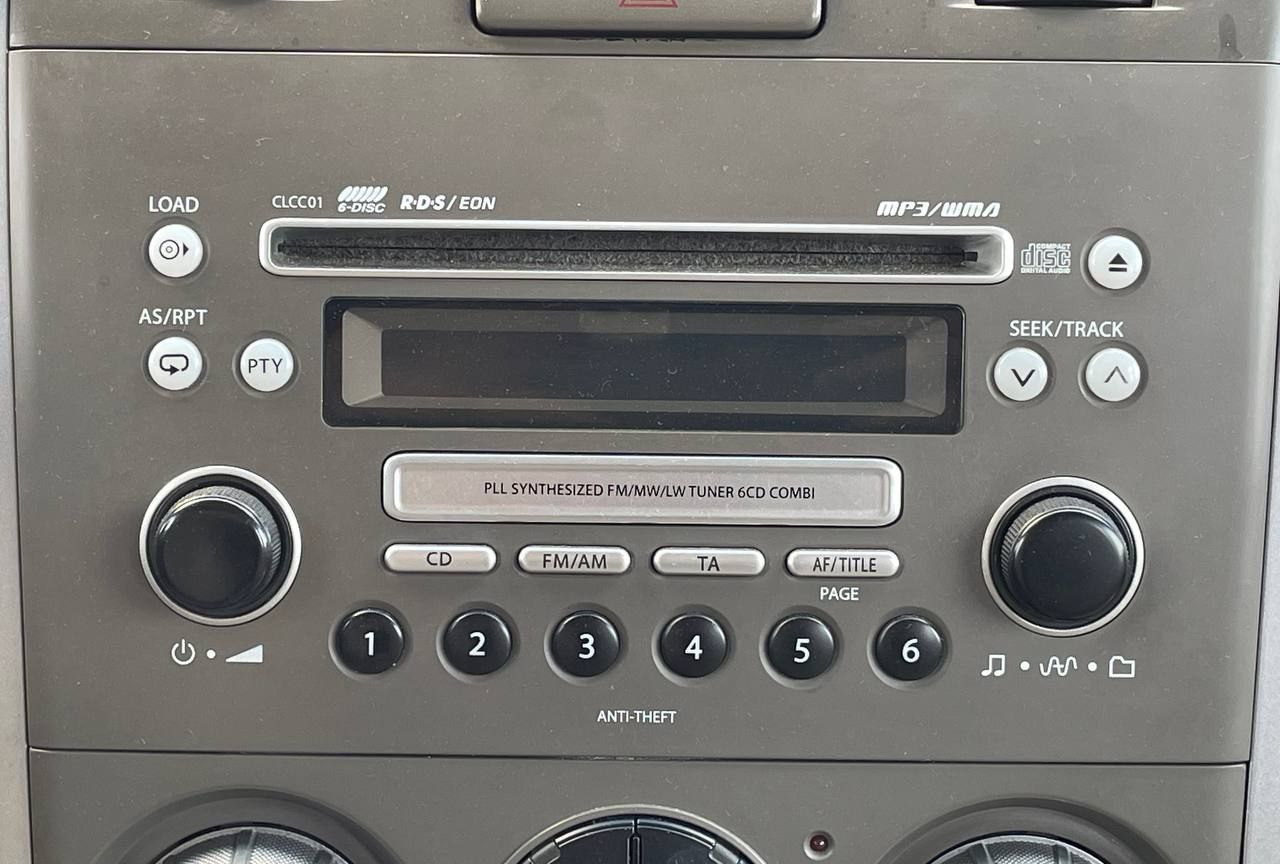 LOAD
CLCC01 6-DISC R·D·S/EON
MP3/WMA
COMPACT
disc
DIGITAL AUDIO
AS/RPT
PTY
SEEK/TRACK
PLL SYNTHESIZED FM/MW/LW TUNER 6CD COMBI
CD FM/AM TA AF/TITLE
PAGE
1 2 3 4 5 6
ANTI-THEFT